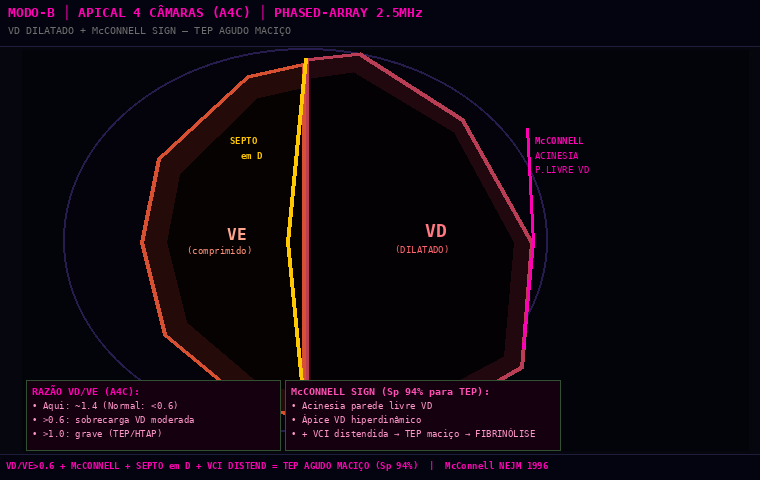 MODO-B | APICAL 4 CÂMARAS (A4C) | PHASED-ARRAY 2.5MHz
VD DILATADO + McCONNELL SIGN — TEP AGUDO MACIÇO
SEPTO
em D
McCONNELL
ACINESIA
P.LIVRE VD
VE
(comprimido)
VD
(DILATADO)
RAZÃO VD/VE (A4C):
• Aqui: ~1.4 (Normal: <0.6)
• >0.6: sobrecarga VD moderada
• >1.0: grave (TEP/HTAP)
McCONNELL SIGN (Sp 94% para TEP):
• Acinesia parede livre VD
• Ápice VD hiperdinâmico
• + VCI distendida → TEP maciço → FIBRINÓLISE
VD/VE>0.6 + McCONNELL + SEPTO em D + VCI DISTEND = TEP AGUDO MACIÇO (Sp 94%) | McConnell NEJM 1996